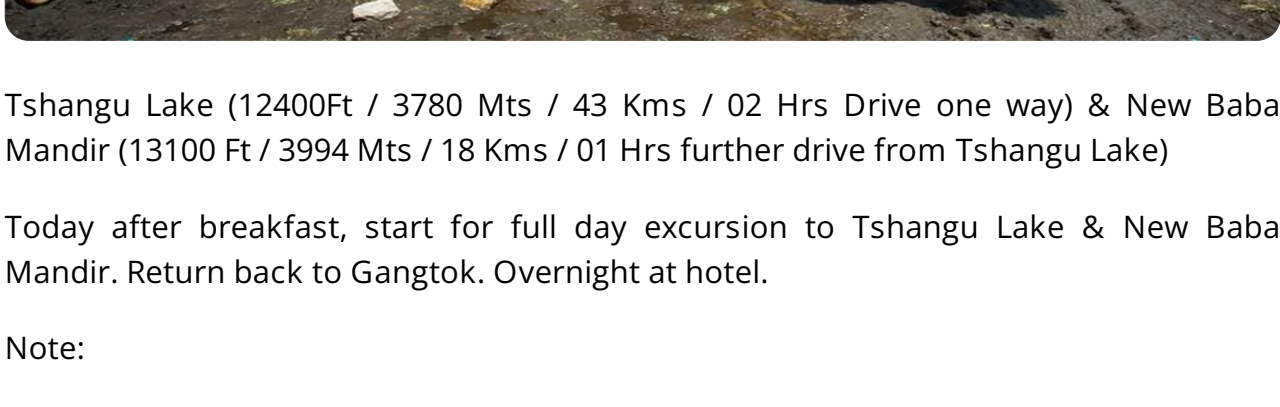 Tshangu Lake (12400Ft / 3780 Mts / 43 Kms / 02 Hrs Drive one way) & New Baba
Mandir (13100 Ft / 3994 Mts / 18 Kms / 01 Hrs further drive from Tshangu Lake)
Today after breakfast, start for full day excursion to Tshangu Lake & New Baba
Mandir. Return back to Gangtok. Overnight at hotel.
Note: